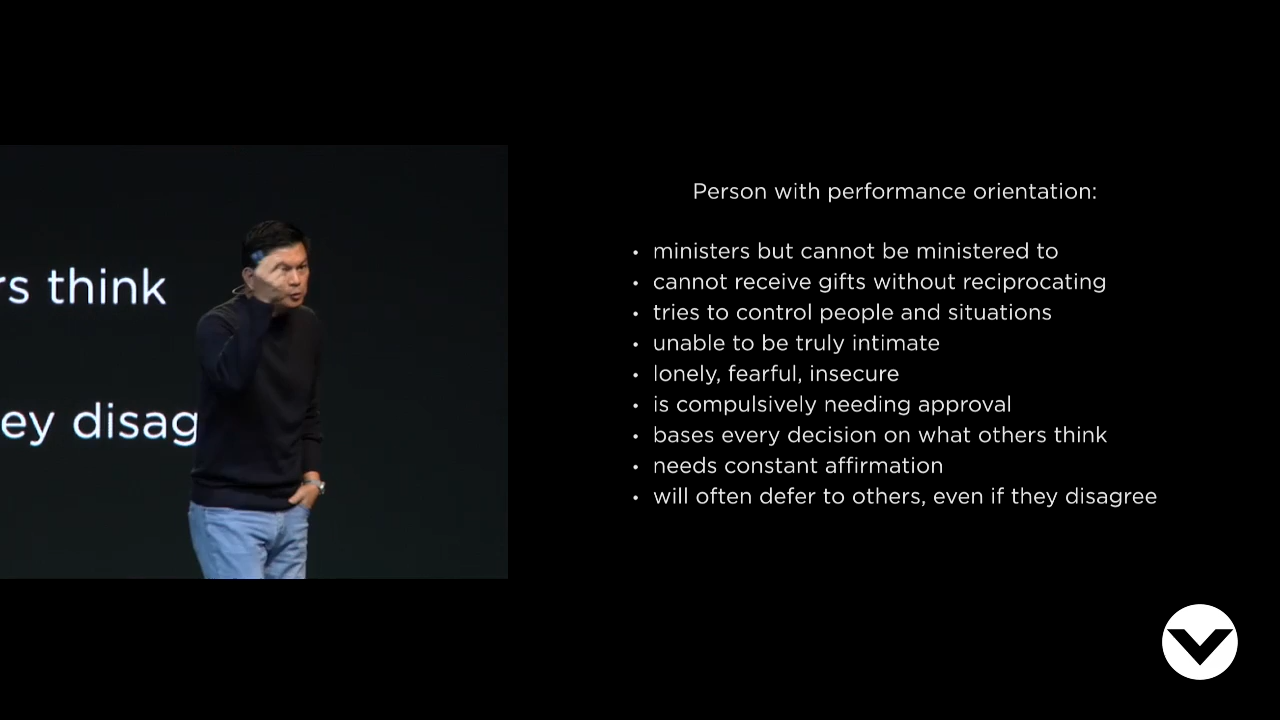 rs think
ey disag
Person with performance orientation:
• ministers but cannot be ministered to
• cannot receive gifts without reciprocating
• tries to control people and situations
• unable to be truly intimate
• lonely, fearful, insecure
• is compulsively needing approval
• bases every decision on what others think
• needs constant affirmation
• will often defer to others, even if they disagree